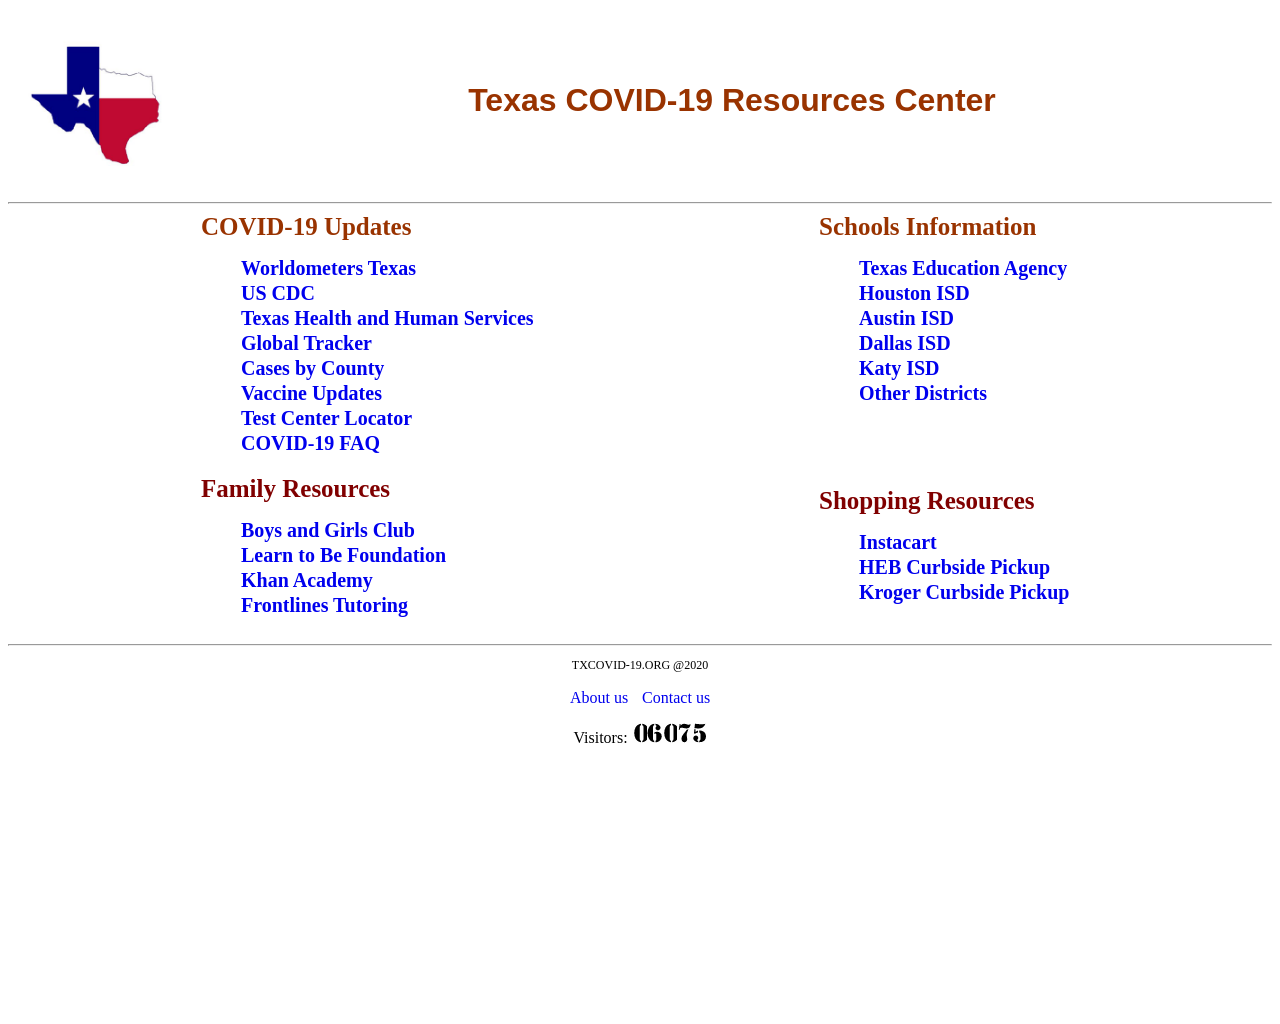 Texas COVID-19 Resources Center
COVID-19 Updates
Worldometers Texas
US CDC
Texas Health and Human Services
Global Tracker
Cases by County
Vaccine Updates
Test Center Locator
COVID-19 FAQ
Schools Information
Texas Education Agency
Houston ISD
Austin ISD
Dallas ISD
Katy ISD
Other Districts
Family Resources
Boys and Girls Club
Learn to Be Foundation
Khan Academy
Frontlines Tutoring
Shopping Resources
Instacart
HEB Curbside Pickup
Kroger Curbside Pickup
TXCOVID-19.ORG @2020
About us Contact us
Visitors: 06075